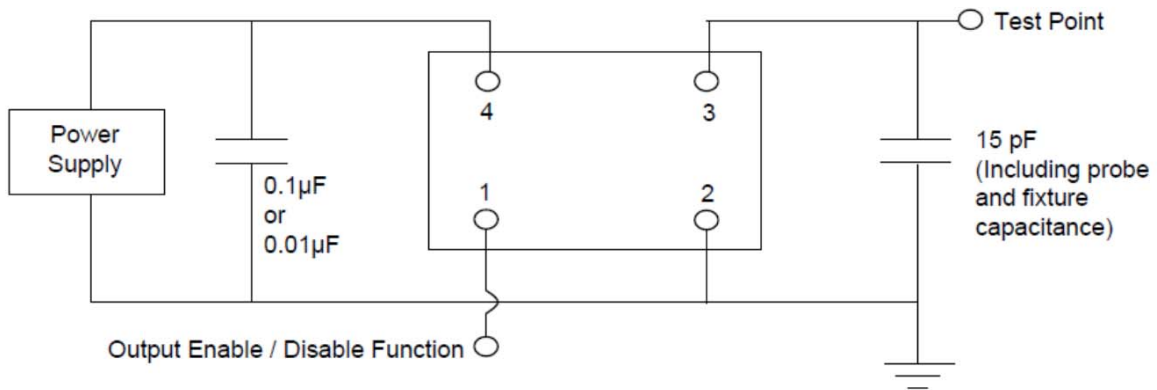 Test Point
4
3
Power
Supply
15 pF
(Including probe
and fixture
capacitance)
0.1µF
or
0.01µF
1
2
Output Enable / Disable Function